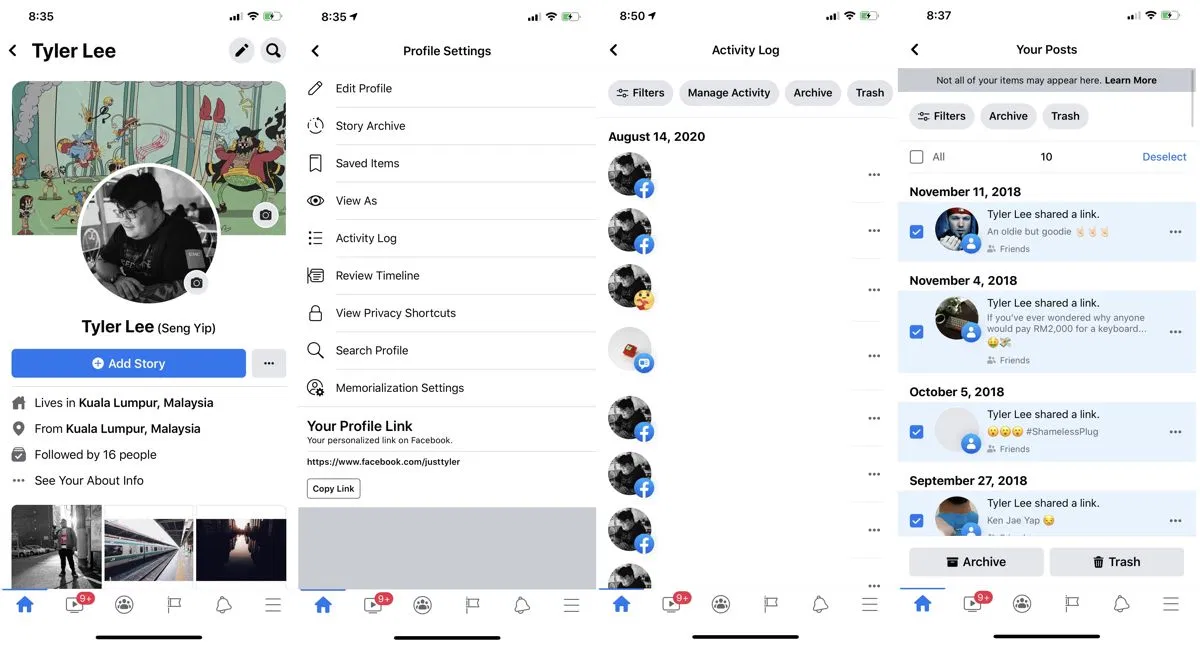 8:35
Tyler Lee
Tyler Lee (Seng Yip)
Add Story
Lives in Kuala Lumpur, Malaysia
From Kuala Lumpur, Malaysia
Followed by 16 people
See Your About Info
9+
8:35
Profile Settings
Edit Profile
Story Archive
Saved Items
View As
Activity Log
Review Timeline
View Privacy Shortcuts
Search Profile
Memorialization Settings
Your Profile Link
Your personalized link on Facebook.
https://www.facebook.com/justtyler
Copy Link
9+
8:50
Activity Log
Filters
Manage Activity
Archive
Trash
August 14, 2020
9+
8:37
Your Posts
Not all of your items may appear here. Learn More
Filters
Archive
Trash
All
10
Deselect
November 11, 2018
Tyler Lee shared a link.
An oldie but goodie 🤘🏻🤘🏻🤘🏻
Friends
November 4, 2018
Tyler Lee shared a link.
If you've ever wondered why anyone
would pay RM2,000 for a keyboard...
🤑💸
Friends
October 5, 2018
Tyler Lee shared a link.
😮😮😮 #ShamelessPlug
Friends
September 27, 2018
Tyler Lee shared a link.
Ken Jae Yap 😏
Archive
Trash
9+